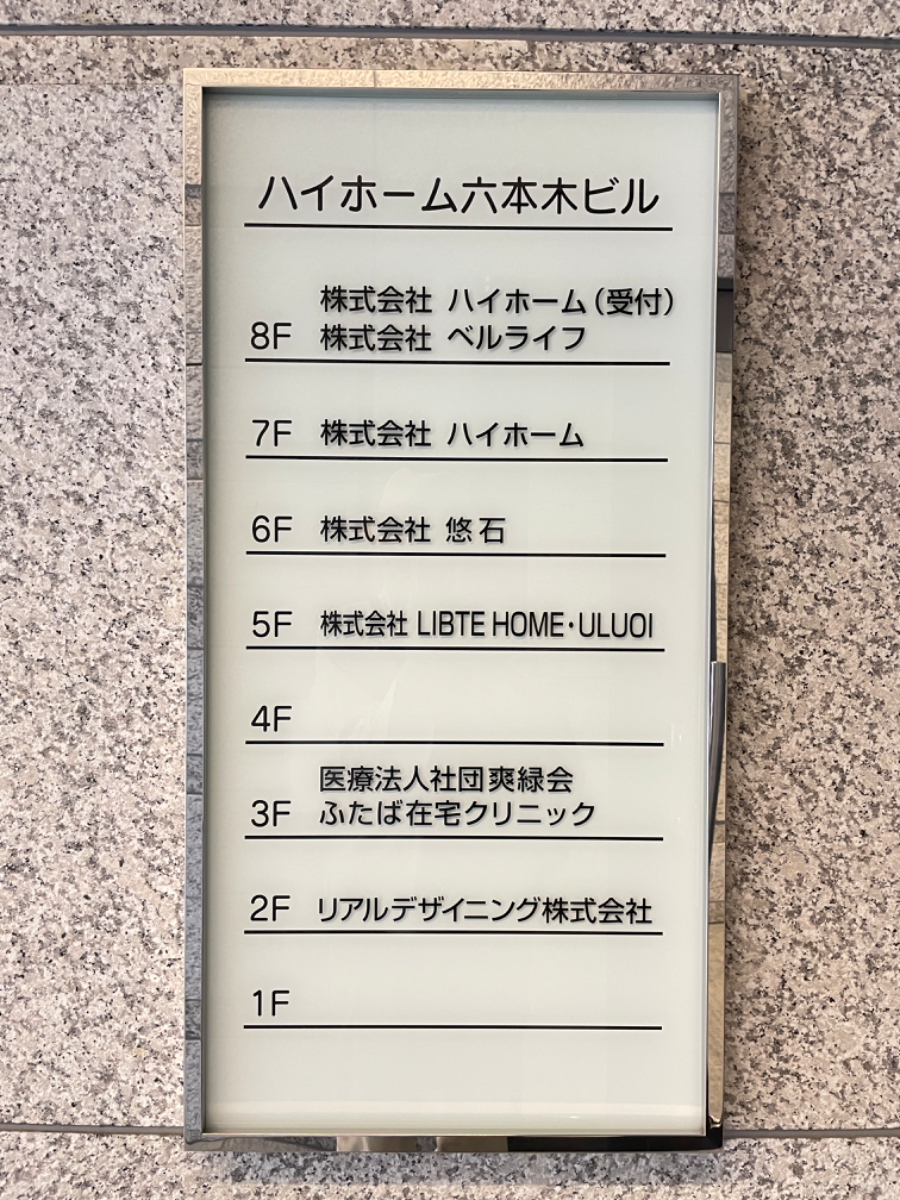 ハイホーム六本木ビル
株式会社 ハイホーム(受付)
8F 株式会社 ベルライフ
7F 株式会社 ハイホーム
6F 株式会社 悠石
5F 株式会社 LIBTE HOME・ULUOI
4F
医療法人社団爽緑会
3F ふたば在宅クリニック
2F リアルデザイニング株式会社
1F